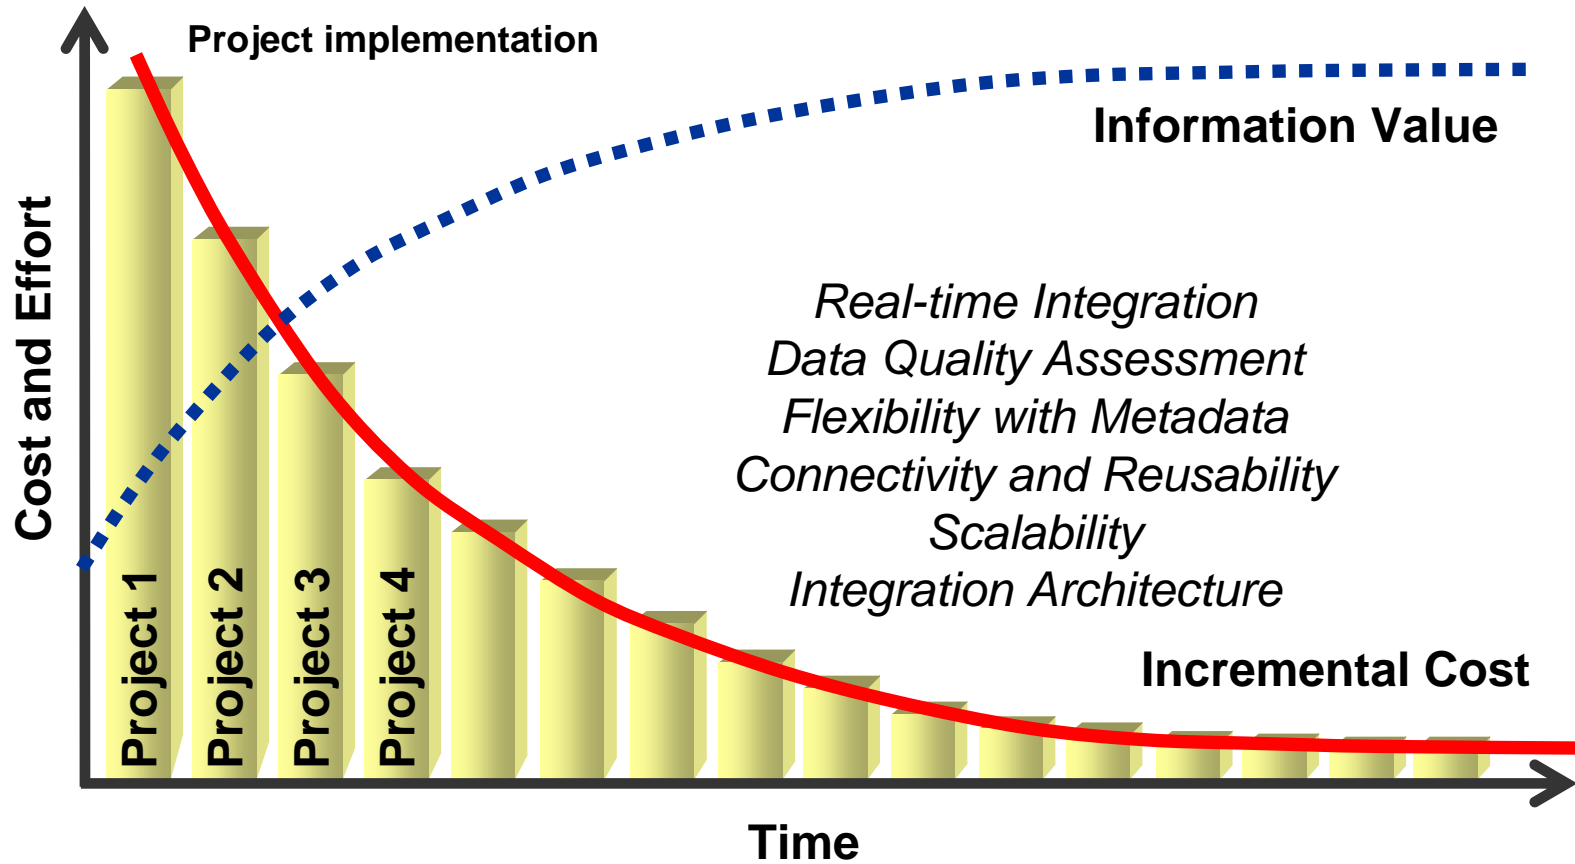 Project implementation
Information Value
Cost and Effort
Real-time Integration
Data Quality Assessment
Flexibility with Metadata
Connectivity and Reusability
Scalability
Integration Architecture
Project 1
Project 2
Project 3
Project 4
Incremental Cost
Time